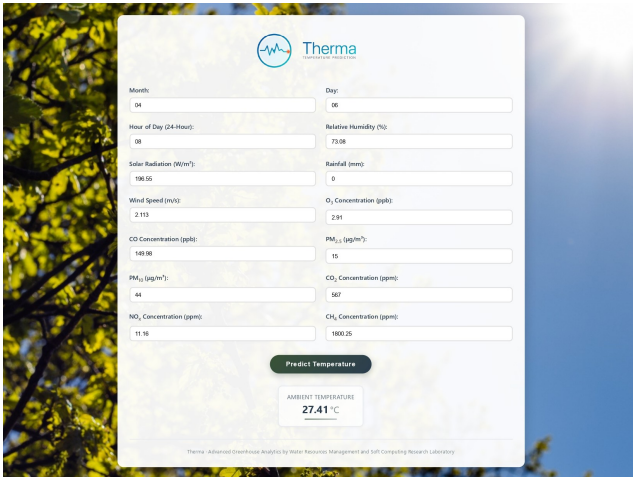 Therma
TEMPERATURE PREDICTION
Month:
04
Day:
06
Hour of Day (24-Hour):
08
Relative Humidity (%):
73.08
Solar Radiation (W/m²):
196.55
Rainfall (mm):
0
Wind Speed (m/s):
2.113
O₃ Concentration (ppb):
2.91
CO Concentration (ppb):
149.98
PM₂.₅ (μg/m³):
15
PM₁₀ (μg/m³):
44
CO₂ Concentration (ppm):
567
NOₓ Concentration (ppm):
11.16
CH₄ Concentration (ppm):
1800.25
Predict Temperature
AMBIENT TEMPERATURE
27.41 °C
Therma - Advanced Greenhouse Analytics by Water Resources Management and Soft Computing Research Laboratory